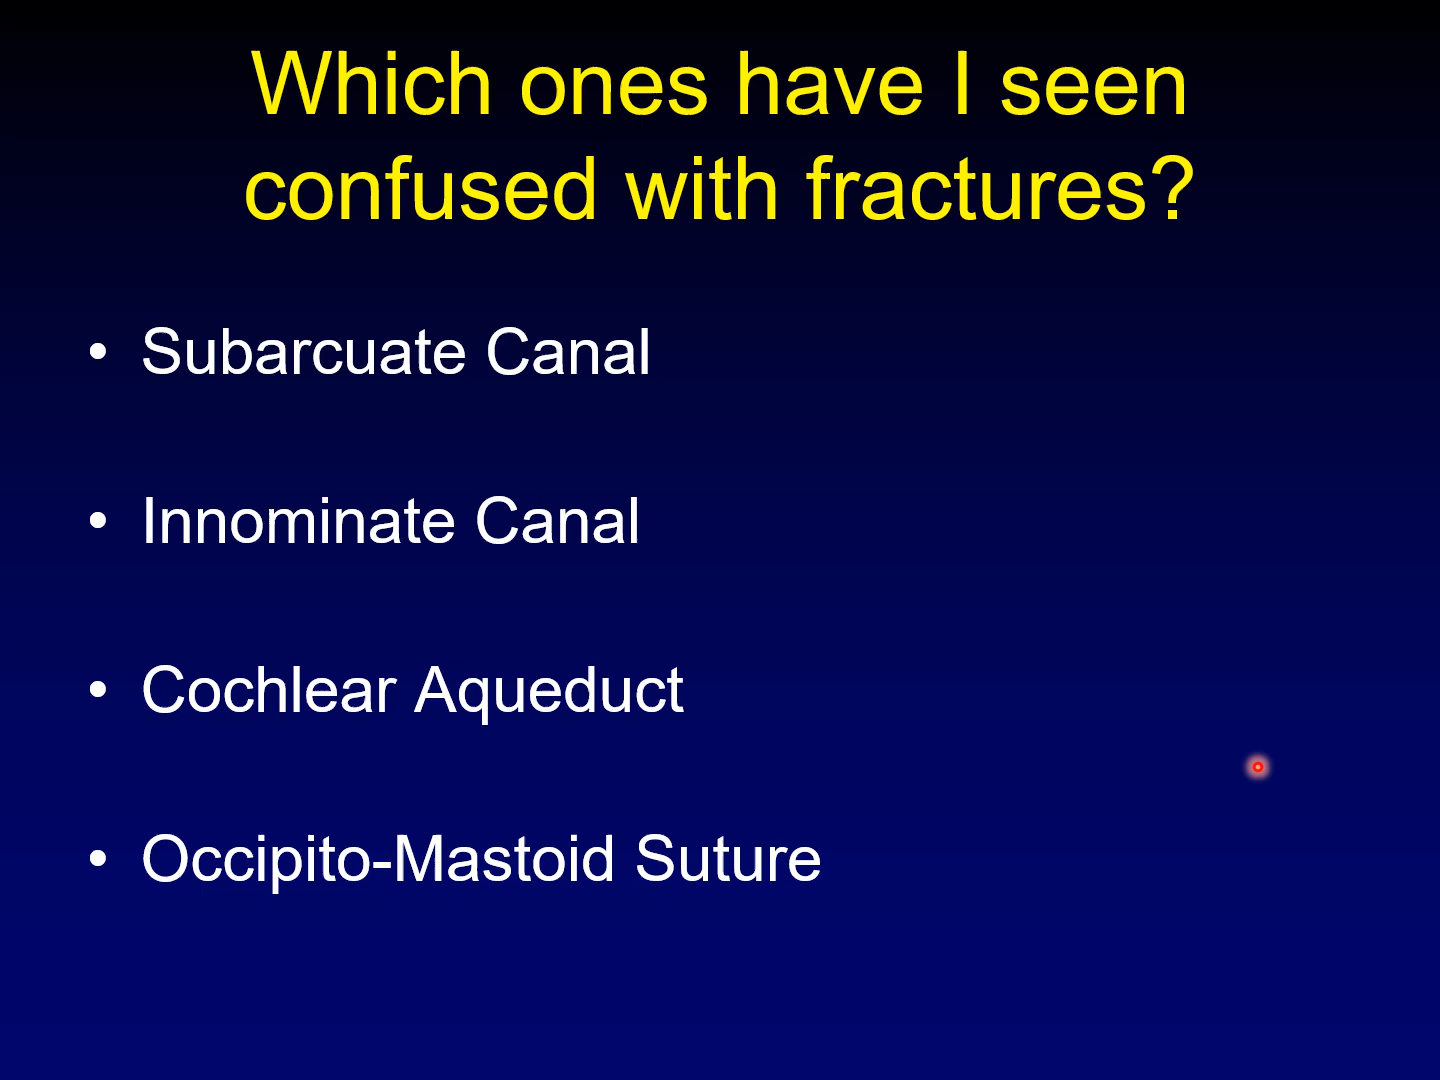 Which ones have I seen
confused with fractures?
• Subarcuate Canal
• Innominate Canal
• Cochlear Aqueduct
• Occipito-Mastoid Suture